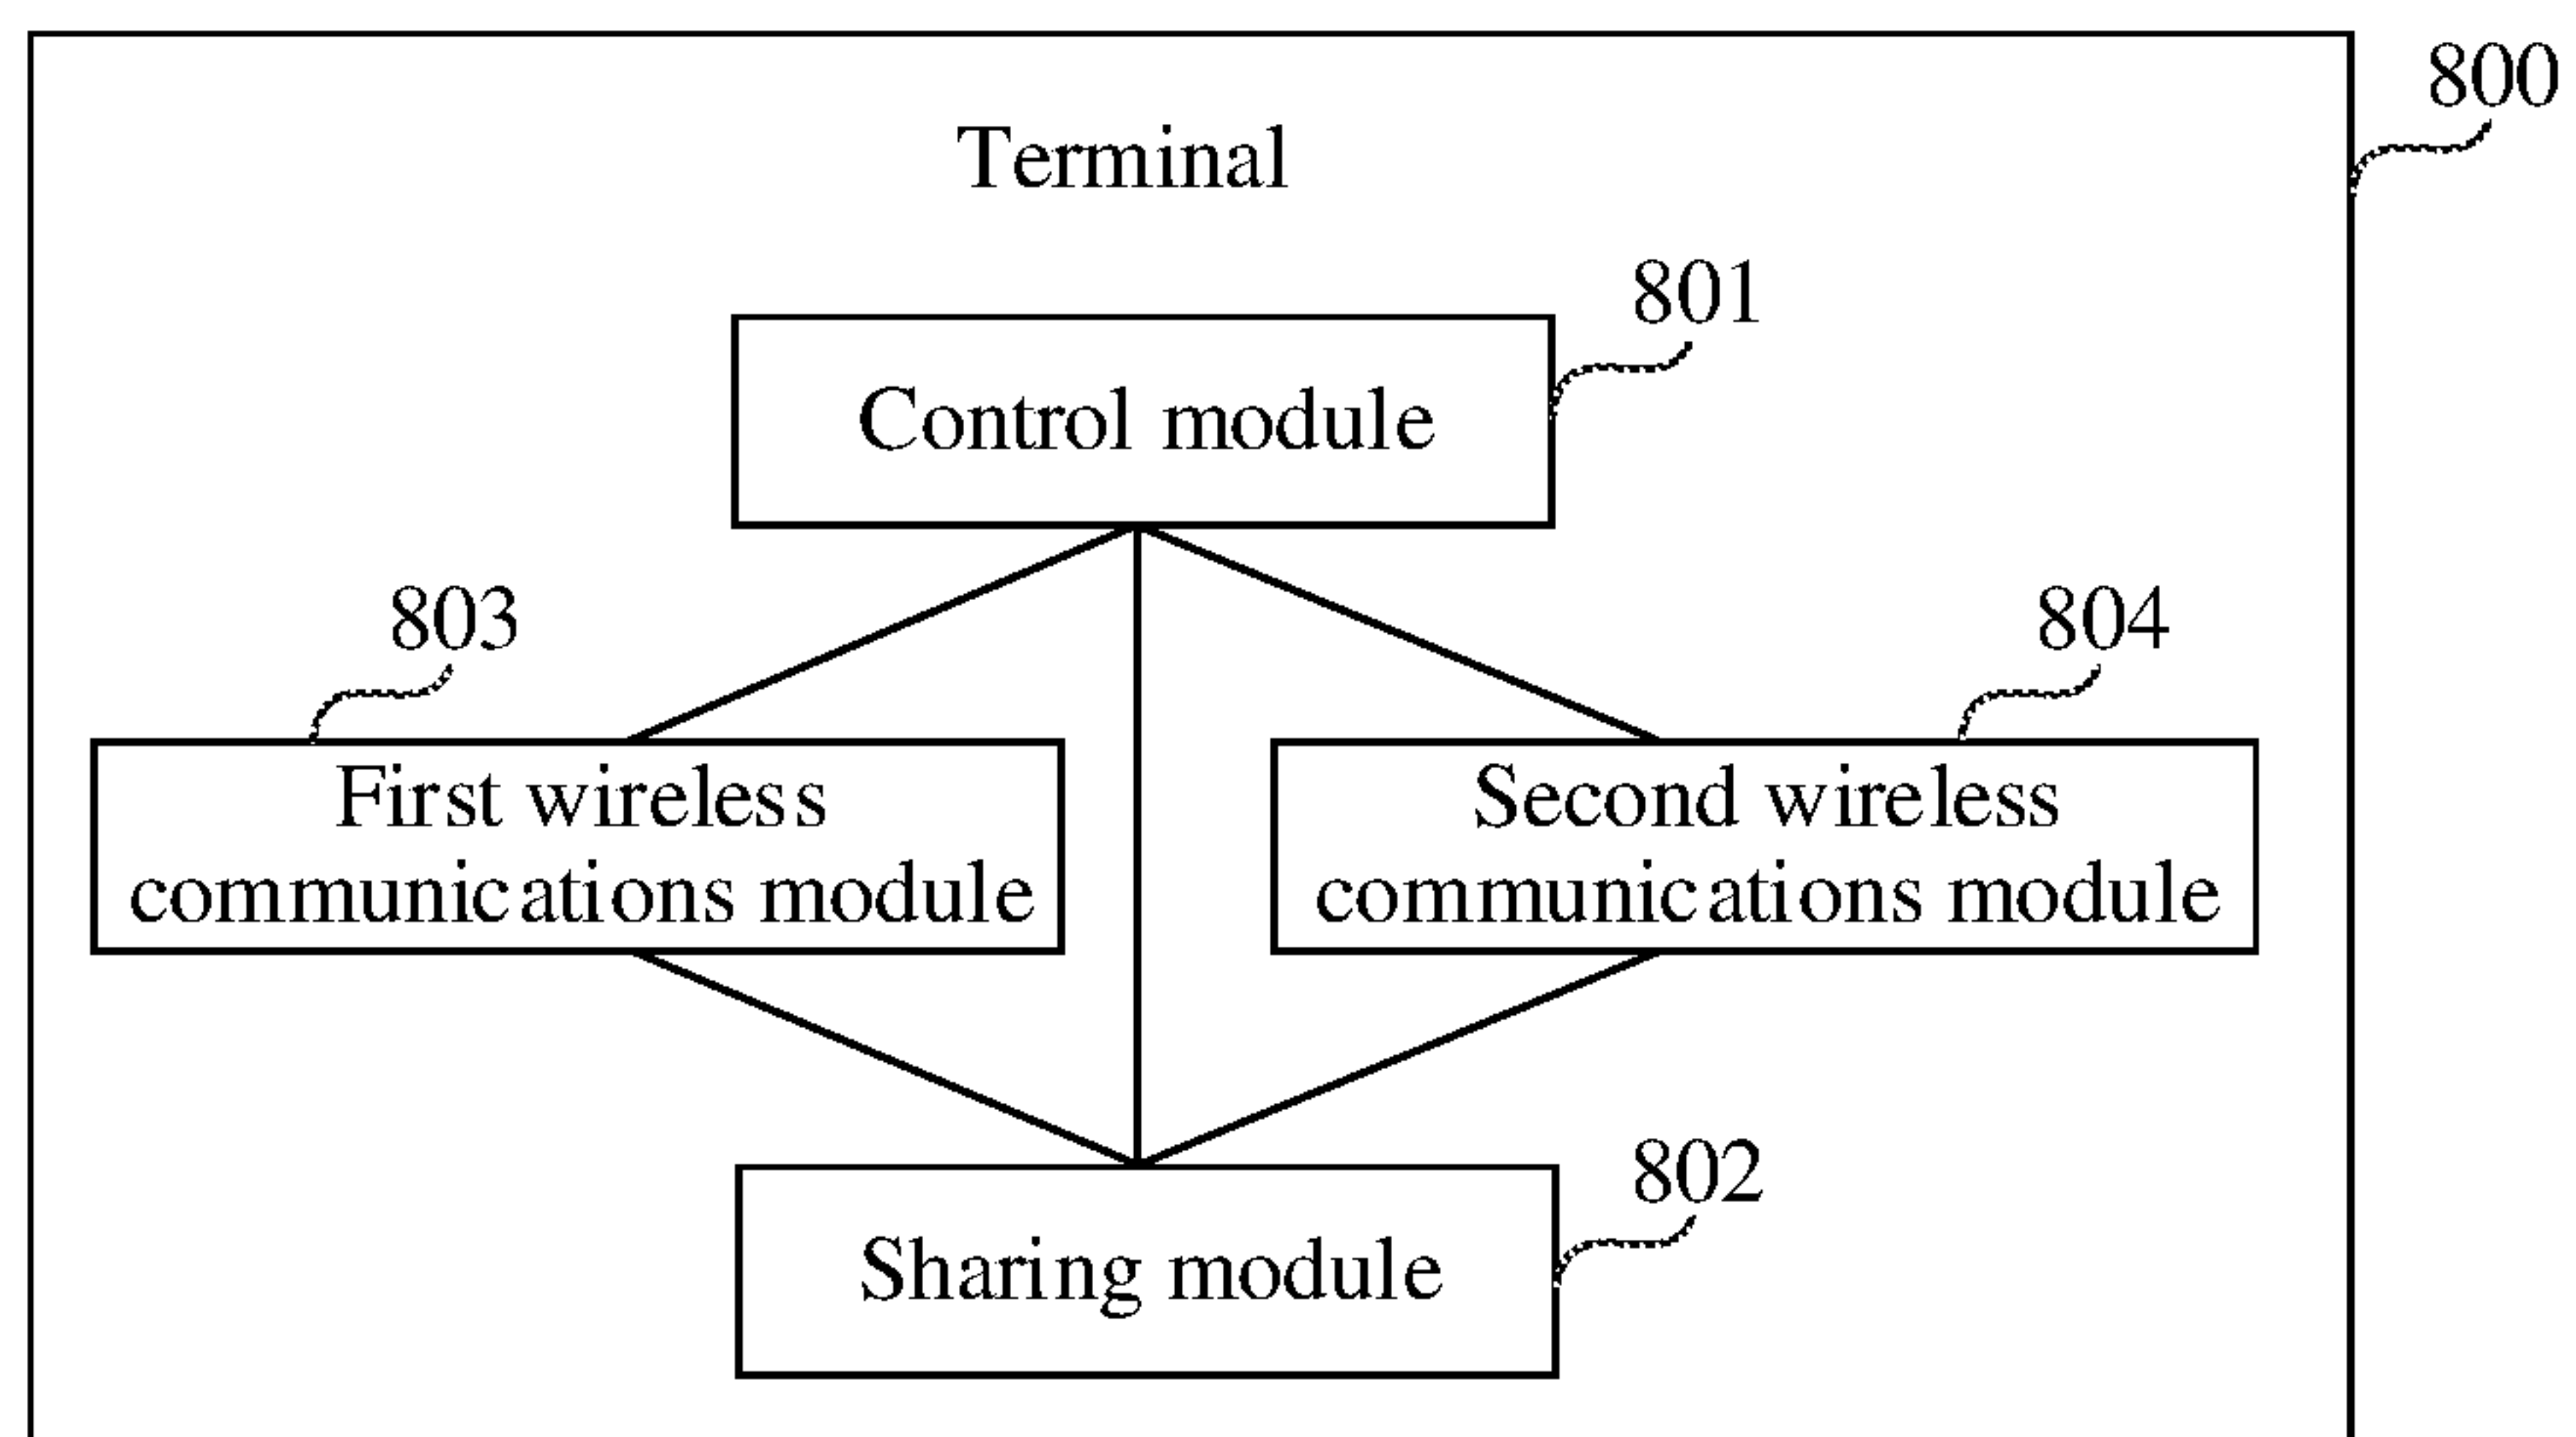 800
Terminal
801
Control module
803
804
First wireless
communications module
Second wireless
communications module
802
Sharing module